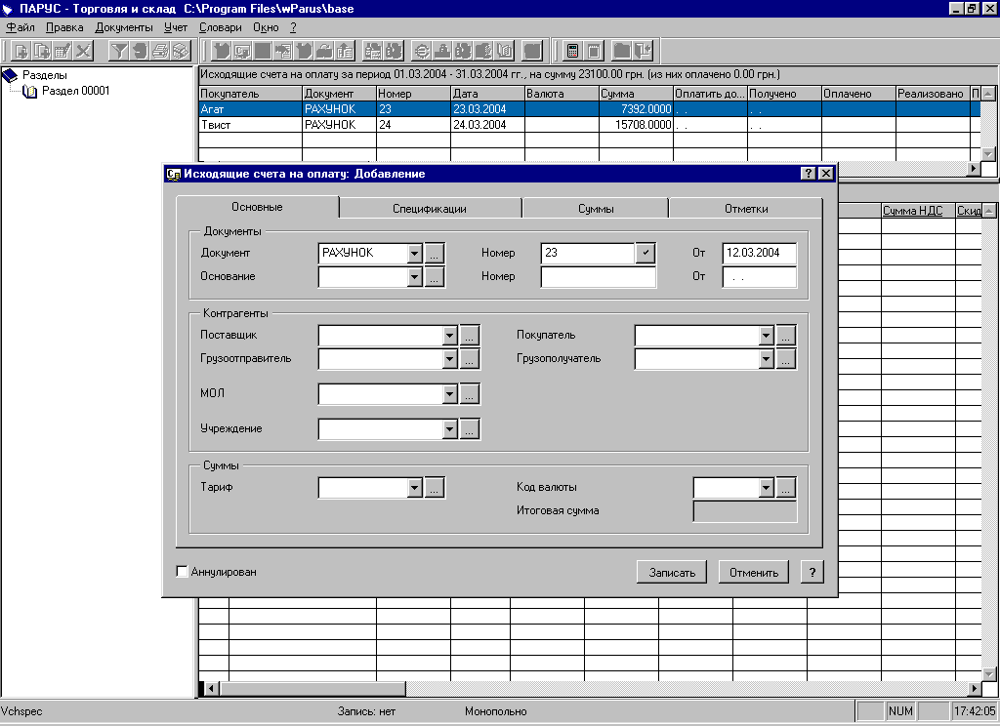 ПАРУС - Торговля и склад C:\Program Files\wParus\base
Файл Правка Документы Учет Словари Окно ?
Разделы
Раздел 00001
Исходящие счета на оплату за период 01.03.2004 - 31.03.2004 гг., на сумму 23100.00 грн. (из них оплачено 0.00 грн.)
Покупатель Документ Номер Дата Валюта Сумма Оплатить до... Получено Оплачено Реализовано П
Агат РАХУНОК 23 23.03.2004 7392.0000 . . . .
Твист РАХУНОК 24 24.03.2004 15708.0000 . . . .
Исходящие счета на оплату: Добавление
Основные Спецификации Суммы Отметки
Сумма НДС Скид
Документы
Документ РАХУНОК ... Номер 23 От 12.03.2004
Основание ... Номер От . .
Контрагенты
Поставщик ... Покупатель ...
Грузоотправитель ... Грузополучатель ...
МОЛ ...
Учреждение ...
Суммы
Тариф ... Код валюты ...
Итоговая сумма
Аннулирован Записать Отменить ?
Vchspec Запись: нет Монопольно NUM 17:42:05